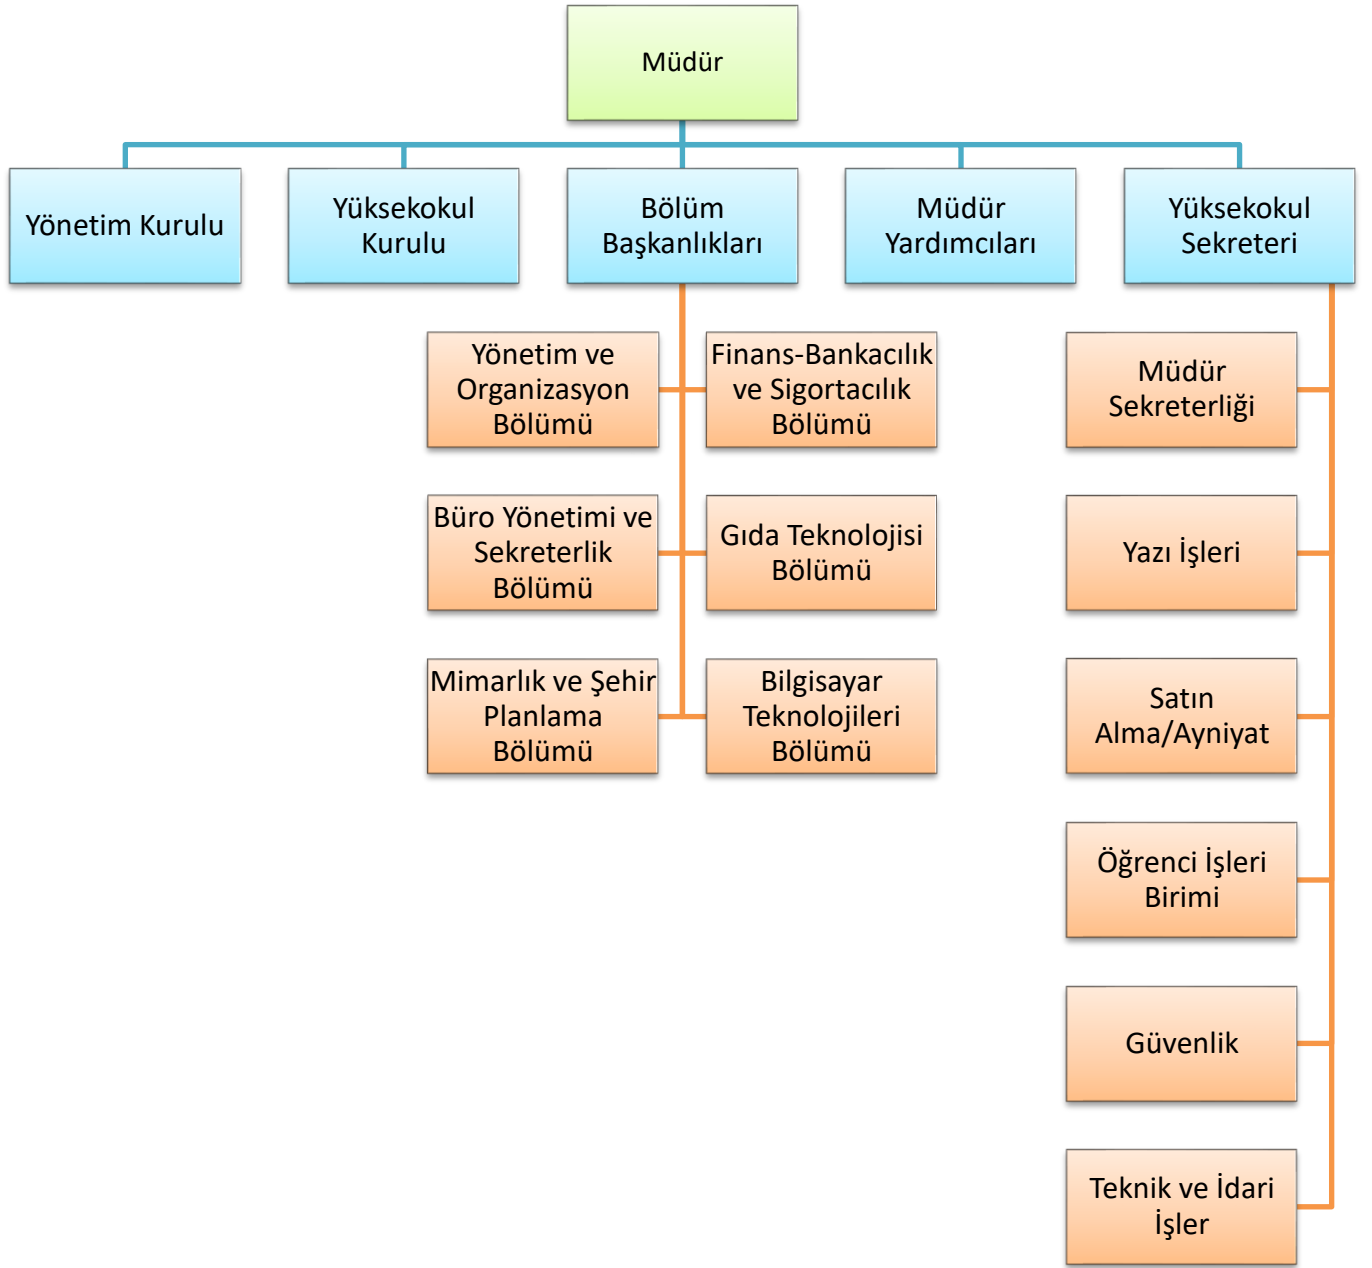 Müdür
Yönetim Kurulu
Yüksekokul
Kurulu
Bölüm
Başkanlıkları
Müdür
Yardımcıları
Yüksekokul
Sekreteri
Yönetim ve
Organizasyon
Bölümü
Finans-Bankacılık
ve Sigortacılık
Bölümü
Müdür
Sekreterliği
Büro Yönetimi ve
Sekreterlik
Bölümü
Gıda Teknolojisi
Bölümü
Yazı İşleri
Mimarlık ve Şehir
Planlama
Bölümü
Bilgisayar
Teknolojileri
Bölümü
Satın
Alma/Ayniyat
Öğrenci İşleri
Birimi
Güvenlik
Teknik ve İdari
İşler